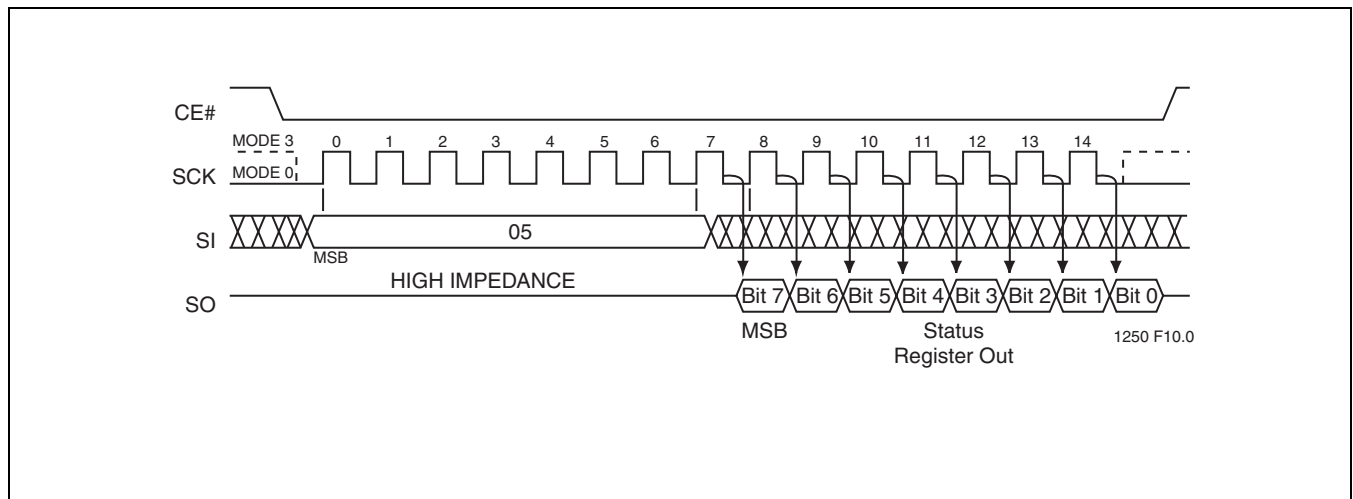 CE#
MODE 3 0 1 2 3 4 5 6 7 8 9 10 11 12 13 14
SCK MODE 0
SI 05
MSB
HIGH IMPEDANCE
SO Bit 7 Bit 6 Bit 5 Bit 4 Bit 3 Bit 2 Bit 1 Bit 0
MSB Status 1250 F10.0
Register Out